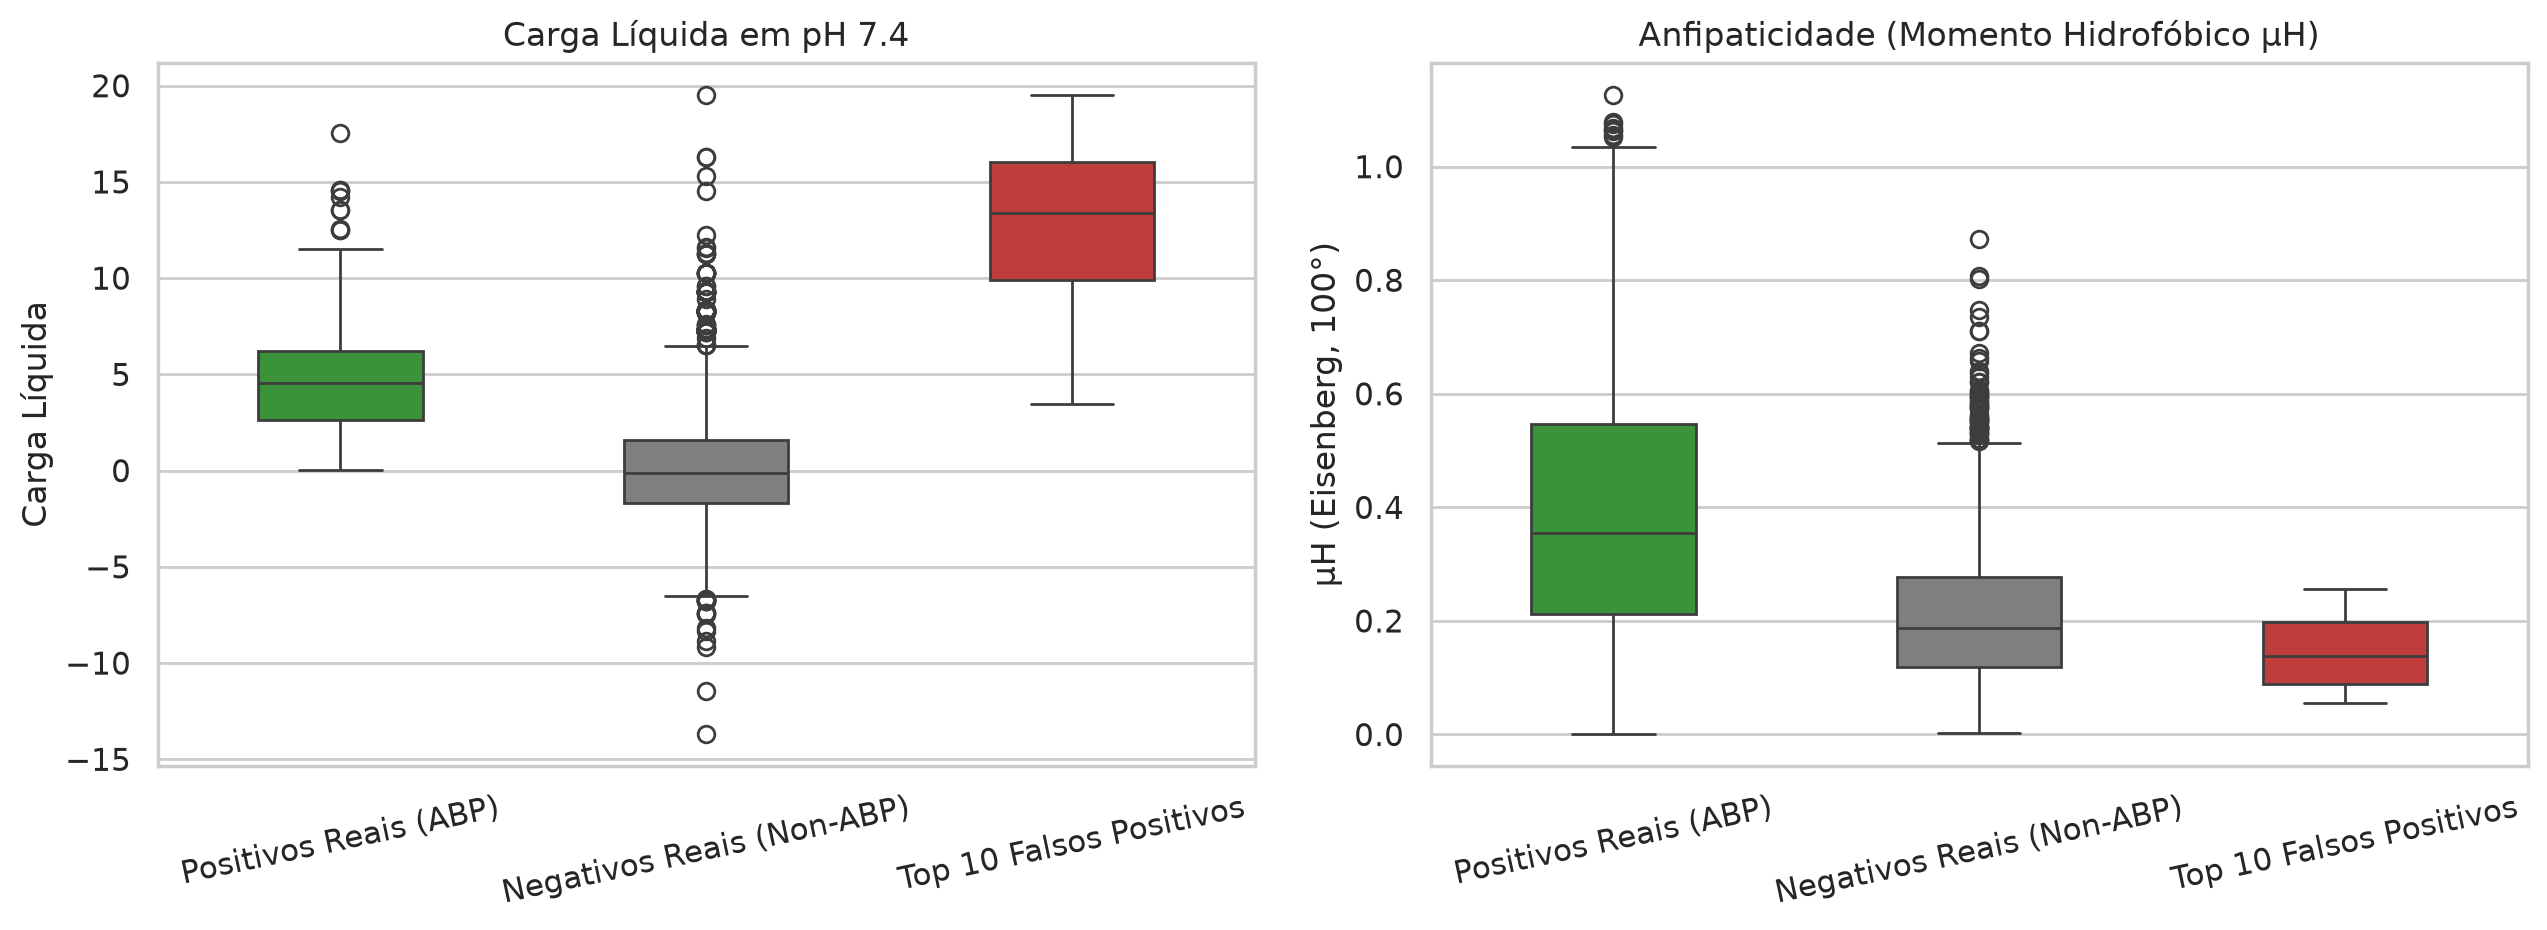 Carga Líquida em pH 7.4
Carga Líquida
20
15
10
5
0
−5
−10
−15
Positivos Reais (ABP)
Negativos Reais (Non-ABP)
Top 10 Falsos Positivos
Anfipaticidade (Momento Hidrofóbico μH)
μH (Eisenberg, 100°)
1.0
0.8
0.6
0.4
0.2
0.0
Positivos Reais (ABP)
Negativos Reais (Non-ABP)
Top 10 Falsos Positivos